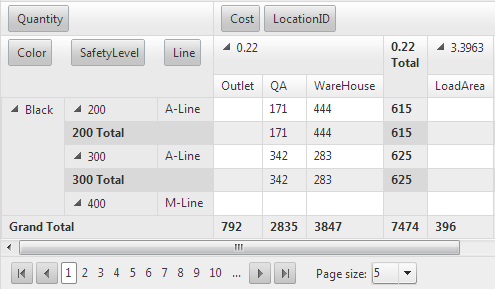 Quantity Cost LocationID
Color SafetyLevel Line 0.22 0.22 Total 3.3963
Outlet QA WareHouse LoadArea
Black 200 A-Line 171 444 615
200 Total 171 444 615
300 A-Line 342 283 625
300 Total 342 283 625
400 M-Line
Grand Total 792 2835 3847 7474 396
1 2 3 4 5 6 7 8 9 10 ... Page size: 5